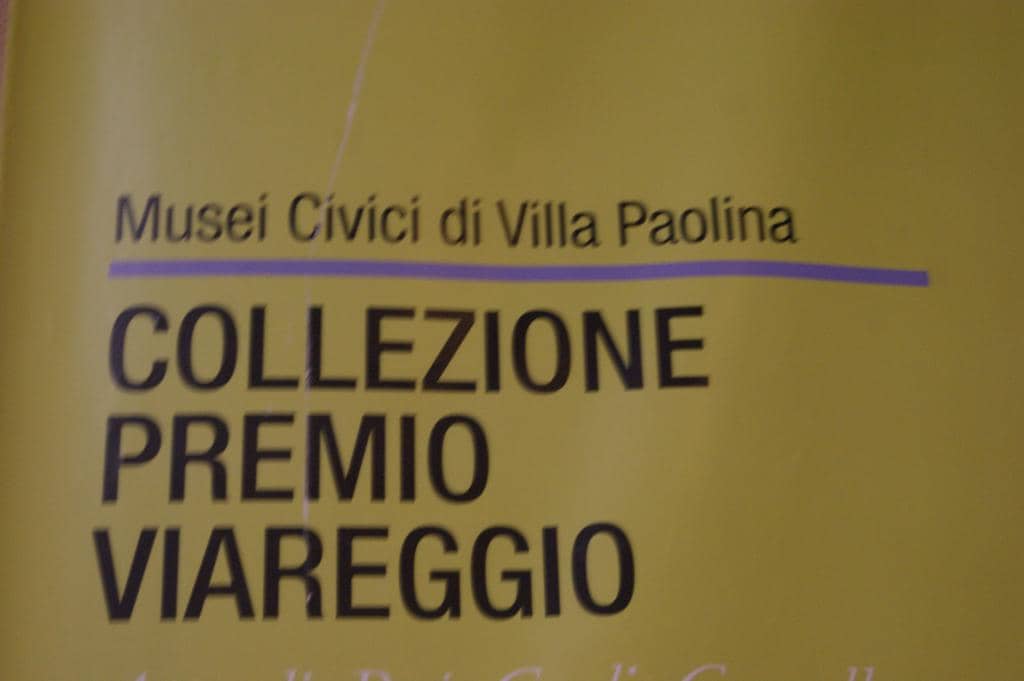 Musei Civici di Villa Paolina
COLLEZIONE
PREMIO
VIAREGGIO